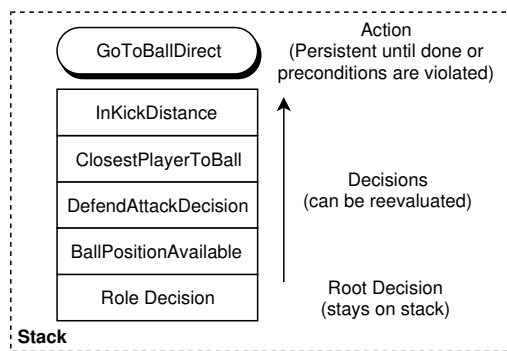 GoToBallDirect
Action
(Persistent until done or
preconditions are violated)
InKickDistance
ClosestPlayerToBall
DefendAttackDecision
BallPositionAvailable
Role Decision
Decisions
(can be reevaluated)
Root Decision
(stays on stack)
Stack